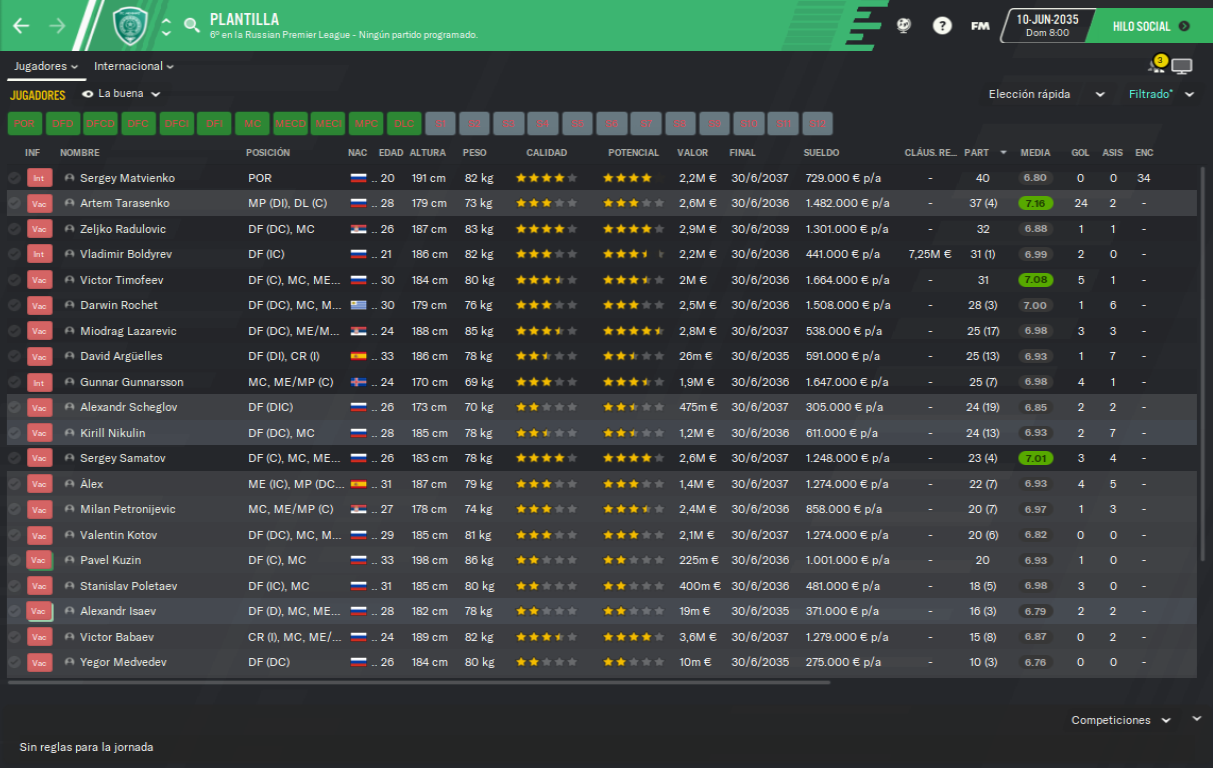 PLANTILLA
6º en la Russian Premier League - Ningún partido programado.
FM
10-JUN-2035
Dom 8:00
HILO SOCIAL
Jugadores Internacional
3
JUGADORES La buena Elección rápida Filtrado*
POR DFD DFCD DFC DFCI DFI MC MECD MECI MPC DLC S1 S2 S3 S4 S5 S6 S7 S8 S9 S10 S11 S12
INF NOMBRE POSICIÓN NAC EDAD ALTURA PESO CALIDAD POTENCIAL VALOR FINAL SUELDO CLÁUS. RE... PART MEDIA GOL ASIS ENC
Int Sergey Matvienko POR .. 20 191 cm 82 kg 2,2M € 30/6/2037 729.000 € p/a - 40 6.80 0 0 34
Vac Artem Tarasenko MP (DI), DL (C) .. 28 179 cm 73 kg 2,6M € 30/6/2036 1.482.000 € p/a - 37 (4) 7.16 24 2 -
Vac Zeljko Radulovic DF (DC), MC .. 26 187 cm 83 kg 2,9M € 30/6/2039 1.301.000 € p/a - 32 6.88 1 1 -
Int Vladimir Boldyrev DF (IC) .. 21 186 cm 82 kg 2,2M € 30/6/2036 441.000 € p/a 7,25M € 31 (1) 6.99 2 0 -
Vac Victor Timofeev DF (C), MC, ME... .. 30 184 cm 80 kg 2M € 30/6/2036 1.664.000 € p/a - 31 7.08 5 1 -
Vac Darwin Rochet DF (DC), MC, M... .. 30 179 cm 76 kg 2,5M € 30/6/2036 1.508.000 € p/a - 28 (3) 7.00 1 6 -
Vac Miodrag Lazarevic DF (DC), ME/M... .. 24 188 cm 85 kg 2,8M € 30/6/2036 538.000 € p/a - 25 (17) 6.98 3 3 -
Vac David Argüelles DF (DI), CR (I) .. 33 186 cm 78 kg 26m € 30/6/2035 591.000 € p/a - 25 (13) 6.93 1 7 -
Int Gunnar Gunnarsson MC, ME/MP (C) .. 24 170 cm 69 kg 1,9M € 30/6/2036 1.647.000 € p/a - 25 (7) 6.98 4 1 -
Vac Alexandr Scheglov DF (DIC) .. 26 173 cm 70 kg 475m € 30/6/2037 305.000 € p/a - 24 (19) 6.85 2 2 -
Vac Kirill Nikulin DF (DC), MC .. 28 185 cm 78 kg 1,2M € 30/6/2036 611.000 € p/a - 24 (13) 6.93 2 7 -
Vac Sergey Samatov DF (C), MC, ME... .. 26 183 cm 78 kg 2,6M € 30/6/2037 1.248.000 € p/a - 23 (4) 7.01 3 4 -
Vac Álex ME (IC), MP (DC... .. 31 187 cm 79 kg 1,4M € 30/6/2037 1.274.000 € p/a - 22 (7) 6.93 4 5 -
Vac Milan Petronijevic MC, ME/MP (C) .. 27 178 cm 74 kg 2,4M € 30/6/2036 858.000 € p/a - 20 (7) 6.97 1 3 -
Vac Valentin Kotov DF (DC), MC, M... .. 29 185 cm 81 kg 2,1M € 30/6/2037 1.274.000 € p/a - 20 (6) 6.82 0 0 -
Vac Pavel Kuzin DF (C), MC .. 33 198 cm 86 kg 225m € 30/6/2036 1.001.000 € p/a - 20 6.93 1 0 -
Vac Stanislav Poletaev DF (IC), MC .. 31 185 cm 80 kg 400m € 30/6/2036 481.000 € p/a - 18 (5) 6.98 3 0 -
Vac Alexandr Isaev DF (D), MC, ME... .. 28 182 cm 78 kg 19m € 30/6/2035 371.000 € p/a - 16 (3) 6.79 2 2 -
Vac Victor Babaev CR (I), MC, ME/... .. 24 189 cm 82 kg 3,6M € 30/6/2037 1.279.000 € p/a - 15 (8) 6.87 0 2 -
Vac Yegor Medvedev DF (DC) .. 26 184 cm 80 kg 10m € 30/6/2035 275.000 € p/a - 10 (3) 6.76 0 0 -
Competiciones
Sin reglas para la jornada